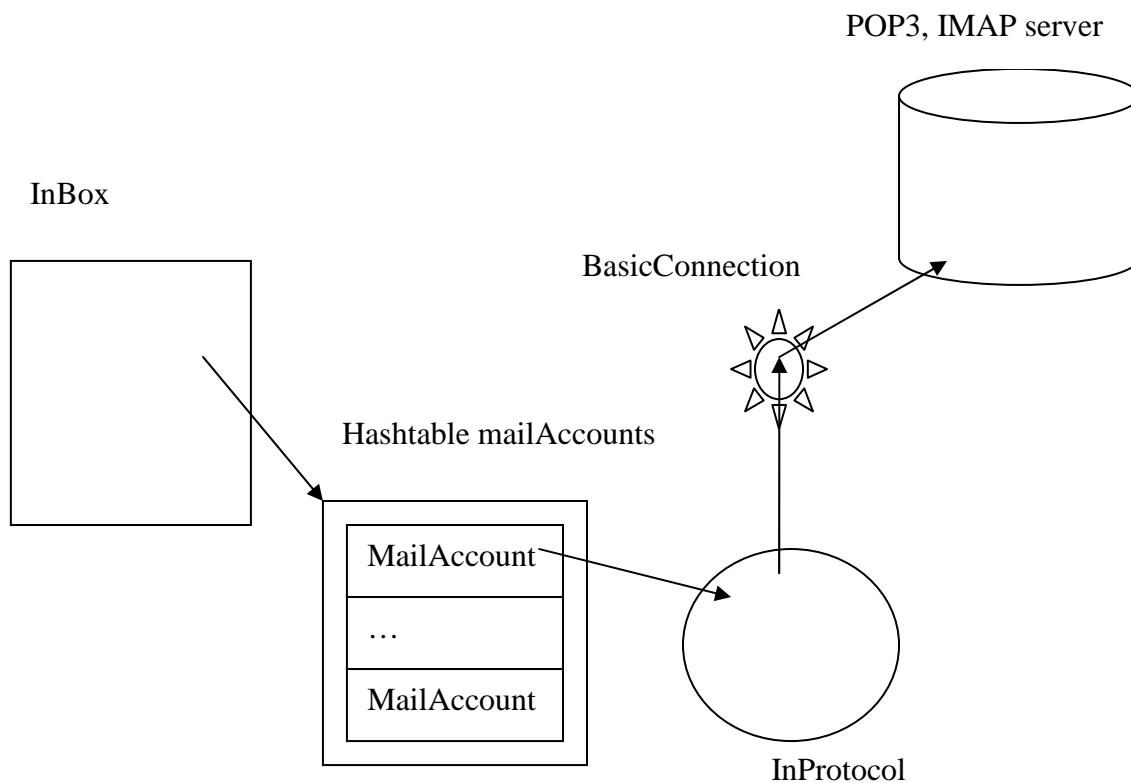 POP3, IMAP server
InBox
BasicConnection
Hashtable mailAccounts
MailAccount
…
MailAccount
InProtocol